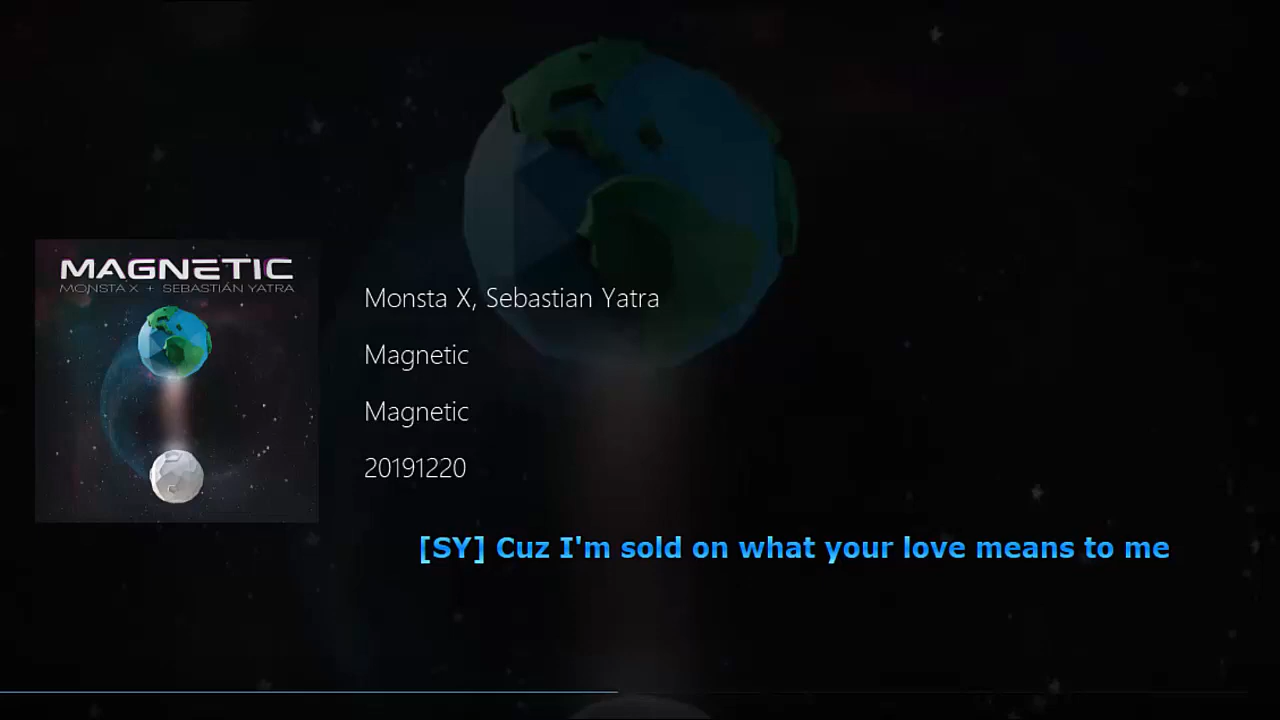 MAGNETIC
MONSTA X + SEBASTIÁN YATRA
Monsta X, Sebastian Yatra
Magnetic
Magnetic
20191220
[SY] Cuz I'm sold on what your love means to me